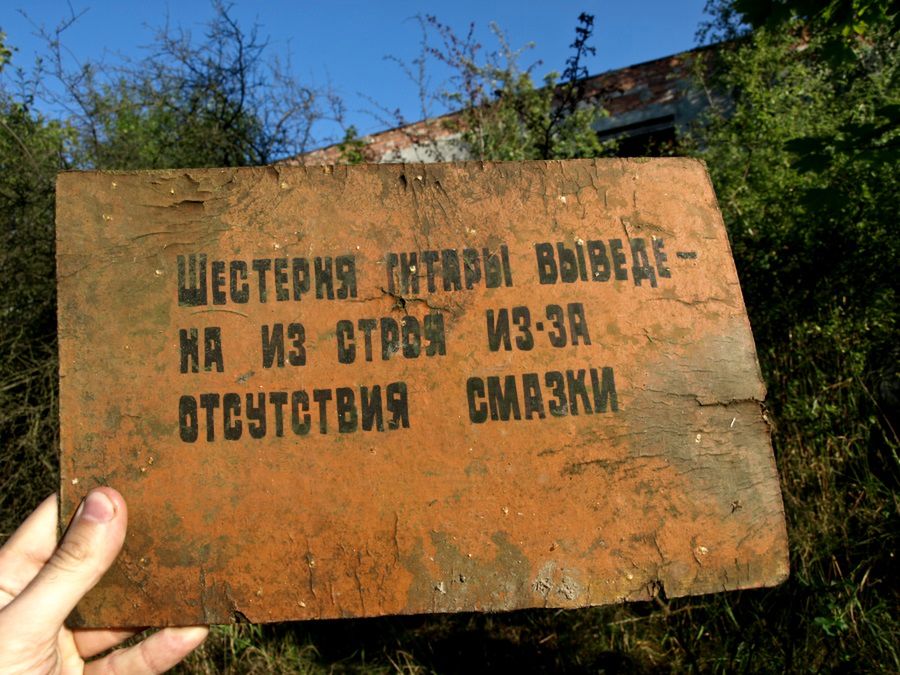 Шестерня гитары выведе-
на из строя из-за
отсутствия смазки